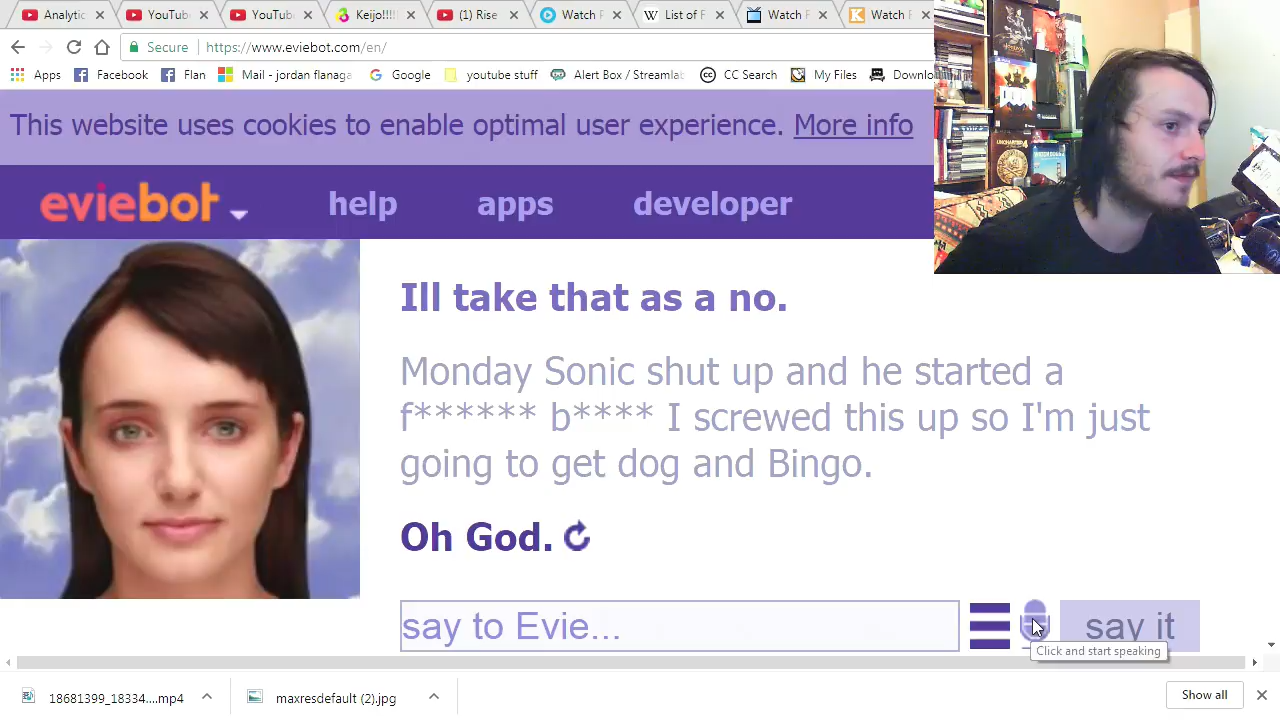 Analytic YouTube YouTube Keijo!!!! (1) Rise Watch F List of F Watch F Watch F
Secure https://www.eviebot.com/en/
Apps Facebook Flan Mail - jordan flanaga Google youtube stuff Alert Box / Streamlab CC Search My Files Downlo
This website uses cookies to enable optimal user experience. More info
eviebot help apps developer
Ill take that as a no.
Monday Sonic shut up and he started a
f****** b**** I screwed this up so I'm just
going to get dog and Bingo.
Oh God.
say to Evie... say it
Click and start speaking
18681399_18334....mp4 maxresdefault (2).jpg Show all